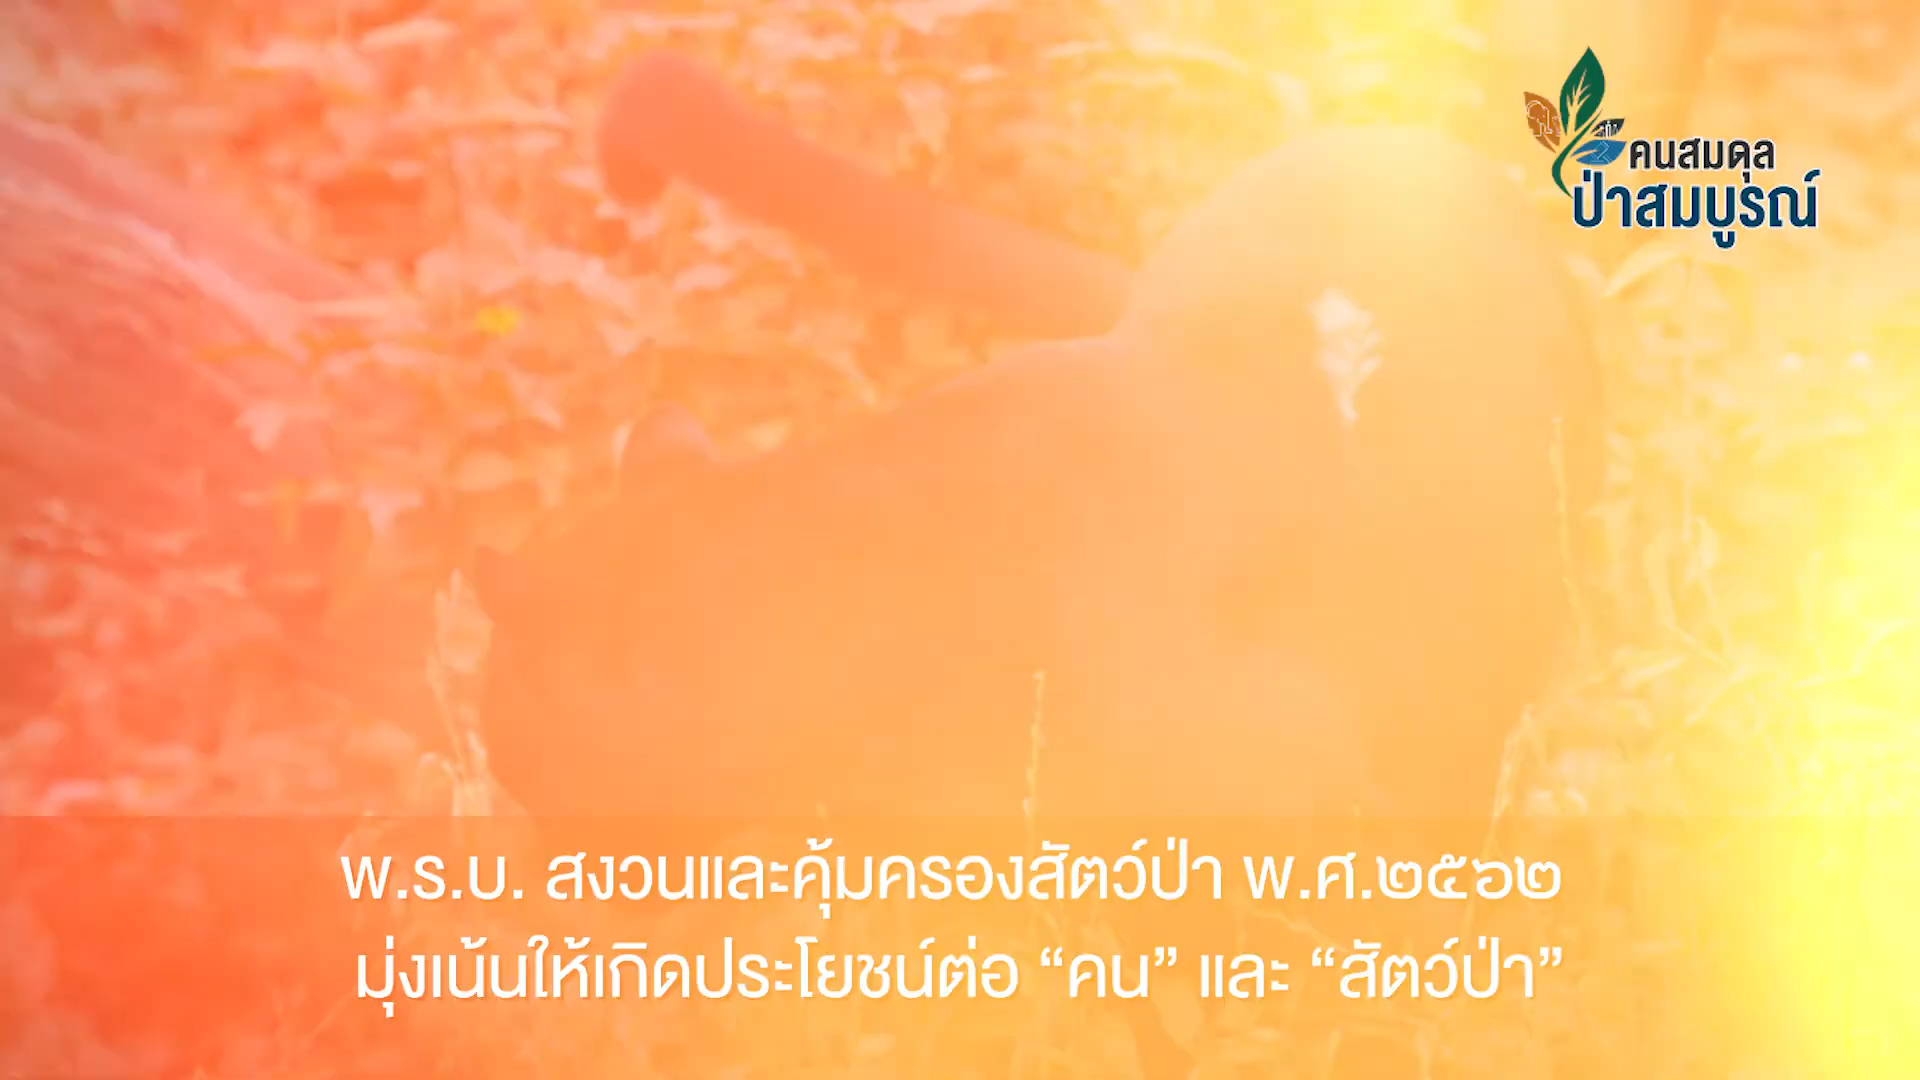 คนสมดุล
ป่าสมบูรณ์
พ.ร.บ. สงวนและคุ้มครองสัตว์ป่า พ.ศ.๒๕๖๒
มุ่งเน้นให้เกิดประโยชน์ต่อ “คน” และ “สัตว์ป่า”